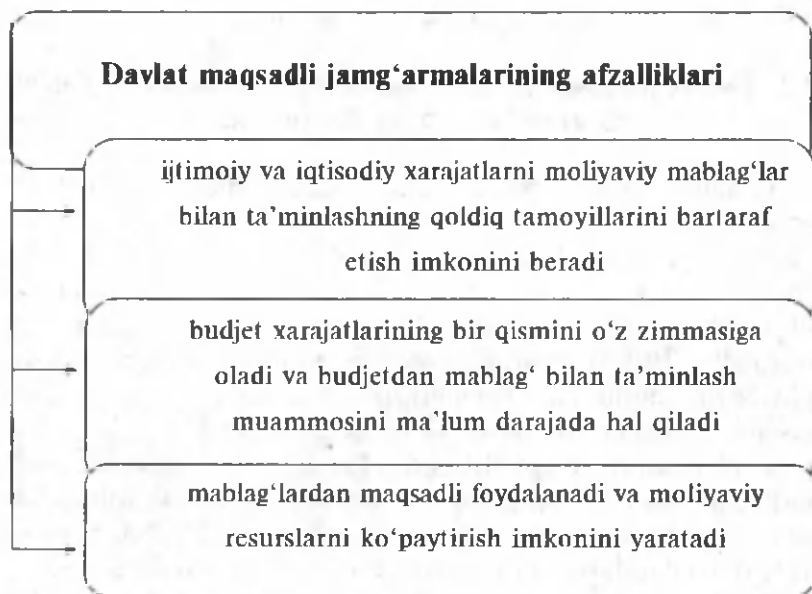 Davlat maqsadli jamg‘armalarining afzalliklari
ijtimoiy va iqtisodiy xarajatlarni moliyaviy mablag‘lar
bilan ta’minlashning qoldiq tamoyillarini bartaraf
etish imkonini beradi
budjet xarajatlarining bir qismini o‘z zimmasiga
oladi va budjetdan mablag‘ bilan ta’minlash
muammosini ma’lum darajada hal qiladi
mablag‘lardan maqsadli foydalanadi va moliyaviy
resurslarni ko‘paytirish imkonini yaratadi